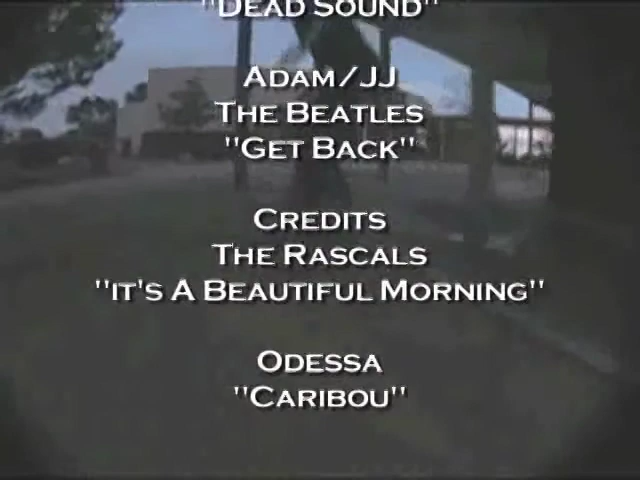 "Dead Sound"
Adam/JJ
The Beatles
"Get Back"
Credits
The Rascals
"it's A Beautiful Morning"
Odessa
"Caribou"